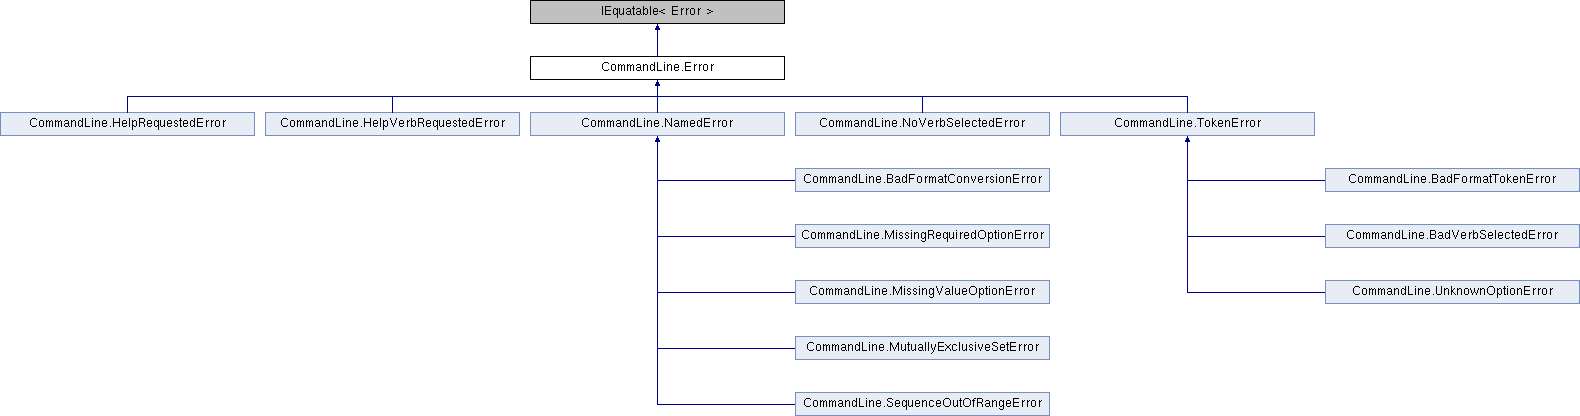 IEquatable< Error >
CommandLine.Error
CommandLine.HelpRequestedError
CommandLine.HelpVerbRequestedError
CommandLine.NamedError
CommandLine.NoVerbSelectedError
CommandLine.TokenError
CommandLine.BadFormatConversionError
CommandLine.BadFormatTokenError
CommandLine.MissingRequiredOptionError
CommandLine.BadVerbSelectedError
CommandLine.MissingValueOptionError
CommandLine.UnknownOptionError
CommandLine.MutuallyExclusiveSetError
CommandLine.SequenceOutOfRangeError